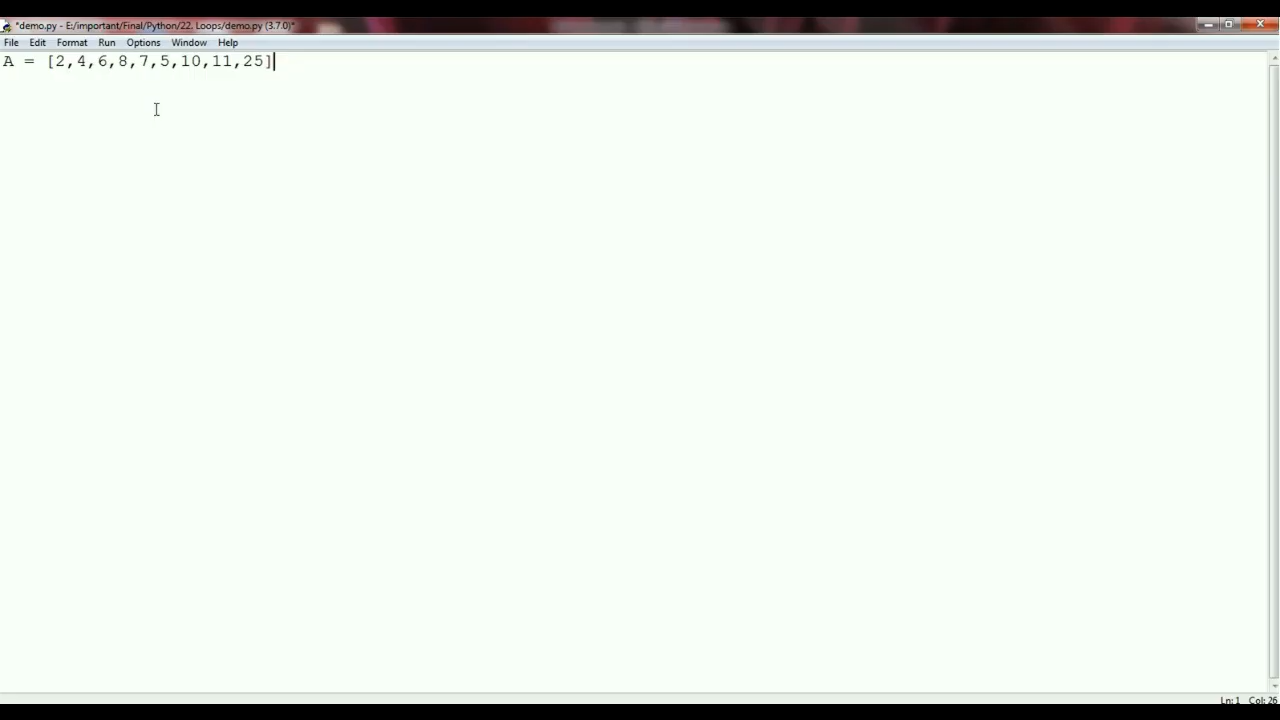 *demo.py - E:/important/Final/Python/22. Loops/demo.py (3.7.0)*
File Edit Format Run Options Window Help
A = [2,4,6,8,7,5,10,11,25]
Ln: 1 Col: 26